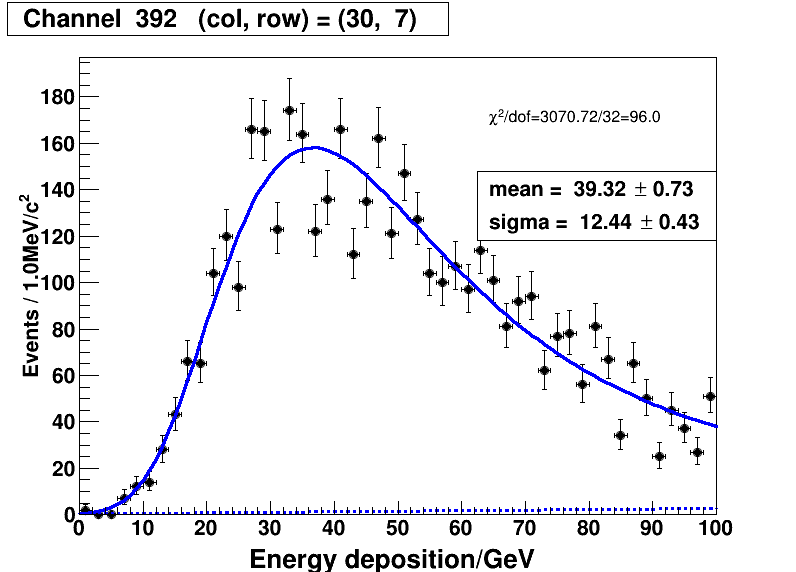 Channel 392 (col, row) = (30, 7)
χ²/dof=3070.72/32=96.0
mean = 39.32 ± 0.73
sigma = 12.44 ± 0.43
Events / 1.0MeV/c²
180
160
140
120
100
80
60
40
20
0
0 10 20 30 40 50 60 70 80 90 100
Energy deposition/GeV